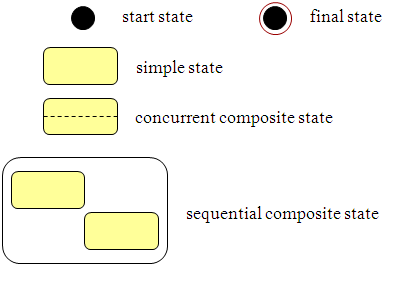 start state
final state
simple state
concurrent composite state
sequential composite state